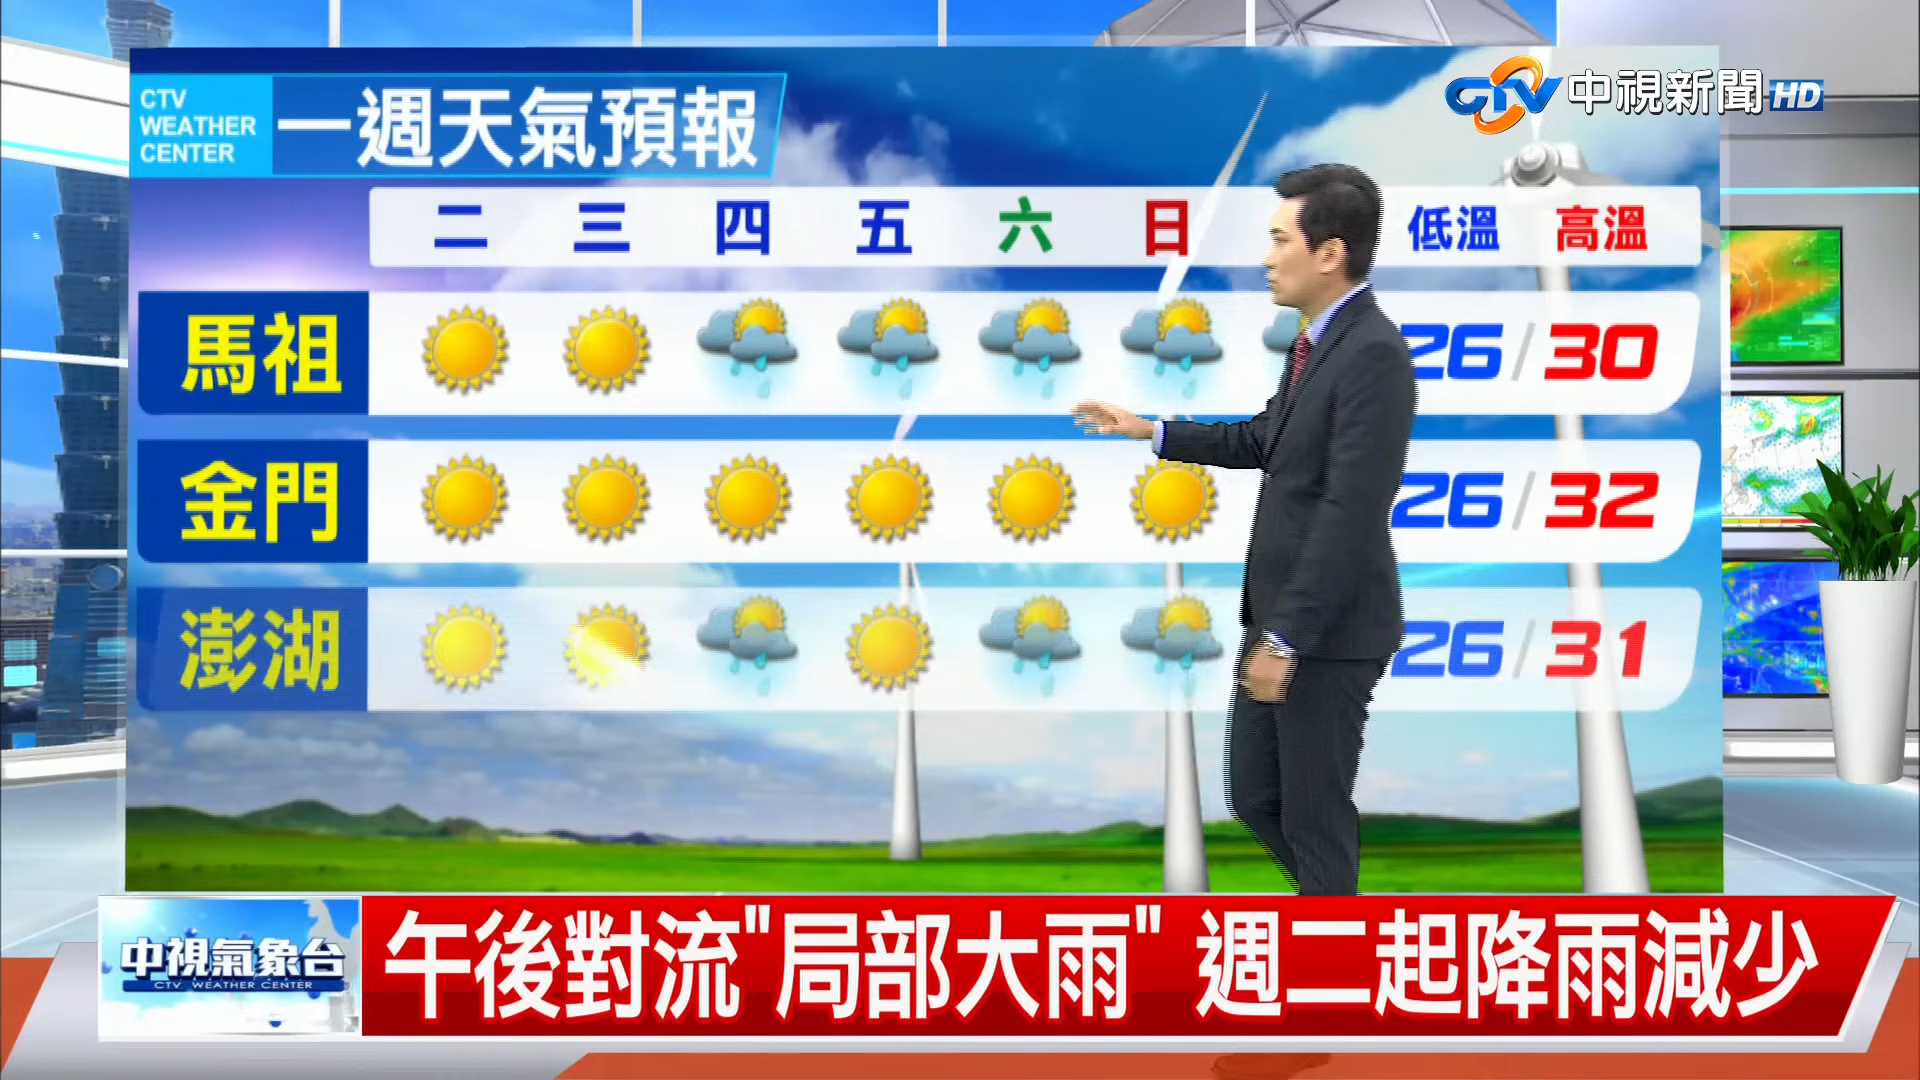 CTV
WEATHER
CENTER
一週天氣預報
CTV 中視新聞 HD
二 三 四 五 六 日 低溫 高溫
馬祖 26/30
金門 26/32
澎湖 26/31
中視氣象台
CTV WEATHER CENTER
午後對流"局部大雨" 週二起降雨減少